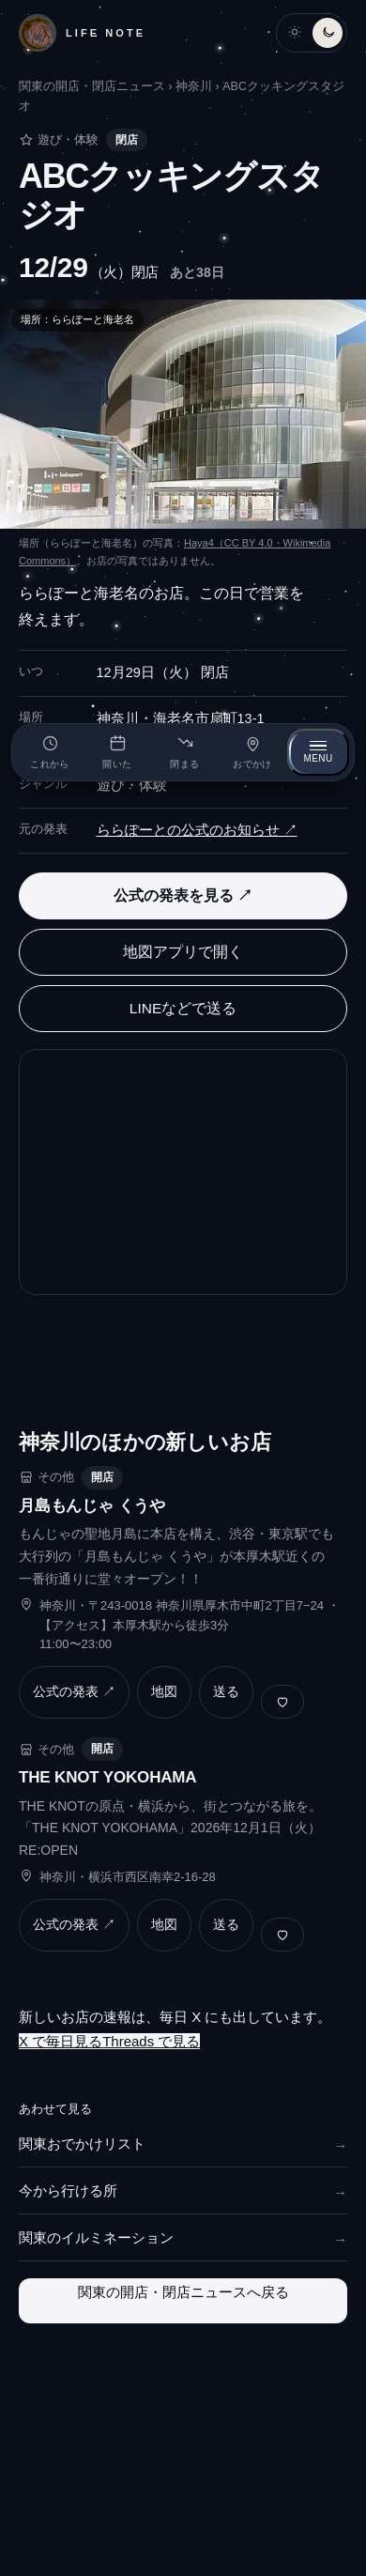 LIFE NOTE
関東の開店・閉店ニュース › 神奈川 › ABCクッキングスタジ
オ
遊び・体験 閉店
ABCクッキングスタ
ジオ
12/29（火）閉店 あと38日
場所：ららぽーと海老名
場所（ららぽーと海老名）の写真：Haya4（CC BY 4.0・Wikimedia
Commons）。お店の写真ではありません。
ららぽーと海老名のお店。この日で営業を
終えます。
いつ 12月29日（火） 閉店
場所 神奈川・海老名市扇町13-1
これから 開いた 閉まる おでかけ MENU
ジャンル 遊び・体験
元の発表 ららぽーとの公式のお知らせ ↗
公式の発表を見る ↗
地図アプリで開く
LINEなどで送る
神奈川のほかの新しいお店
その他 開店
月島もんじゃ くうや
もんじゃの聖地月島に本店を構え、渋谷・東京駅でも
大行列の「月島もんじゃ くうや」が本厚木駅近くの
一番街通りに堂々オープン！！
神奈川・〒243-0018 神奈川県厚木市中町2丁目7−24 ・
【アクセス】本厚木駅から徒歩3分
11:00〜23:00
公式の発表 ↗ 地図 送る
その他 開店
THE KNOT YOKOHAMA
THE KNOTの原点・横浜から、街とつながる旅を。
「THE KNOT YOKOHAMA」2026年12月1日（火）
RE:OPEN
神奈川・横浜市西区南幸2-16-28
公式の発表 ↗ 地図 送る
新しいお店の速報は、毎日 X にも出しています。
X で毎日見るThreads で見る
あわせて見る
関東おでかけリスト →
今から行ける所 →
関東のイルミネーション →
関東の開店・閉店ニュースへ戻る